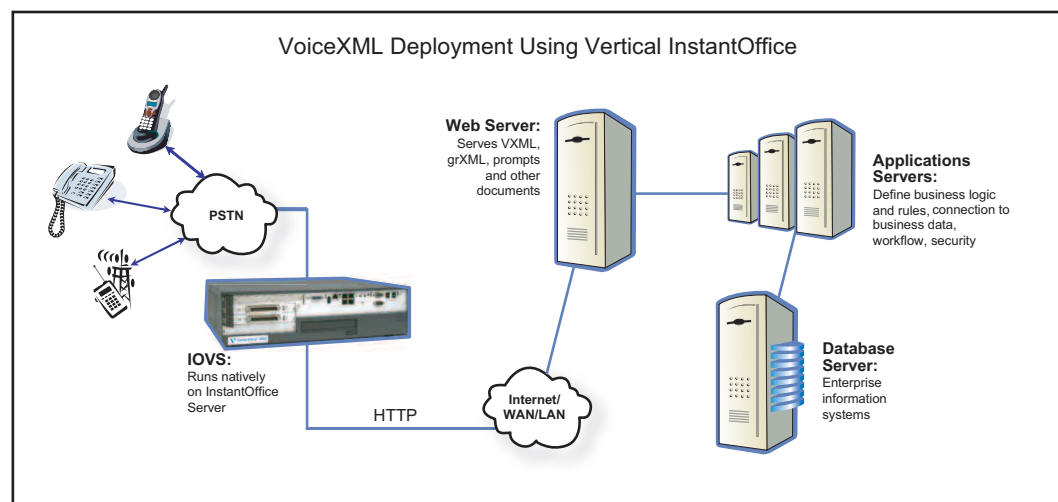 VoiceXML Deployment Using Vertical InstantOffice
PSTN
IOVS:
Runs natively
on InstantOffice
Server
HTTP
Internet/
WAN/LAN
Web Server:
Serves VXML,
grXML, prompts
and other
documents
Applications
Servers:
Define business logic
and rules, connection to
business data,
workflow, security
Database
Server:
Enterprise
information
systems